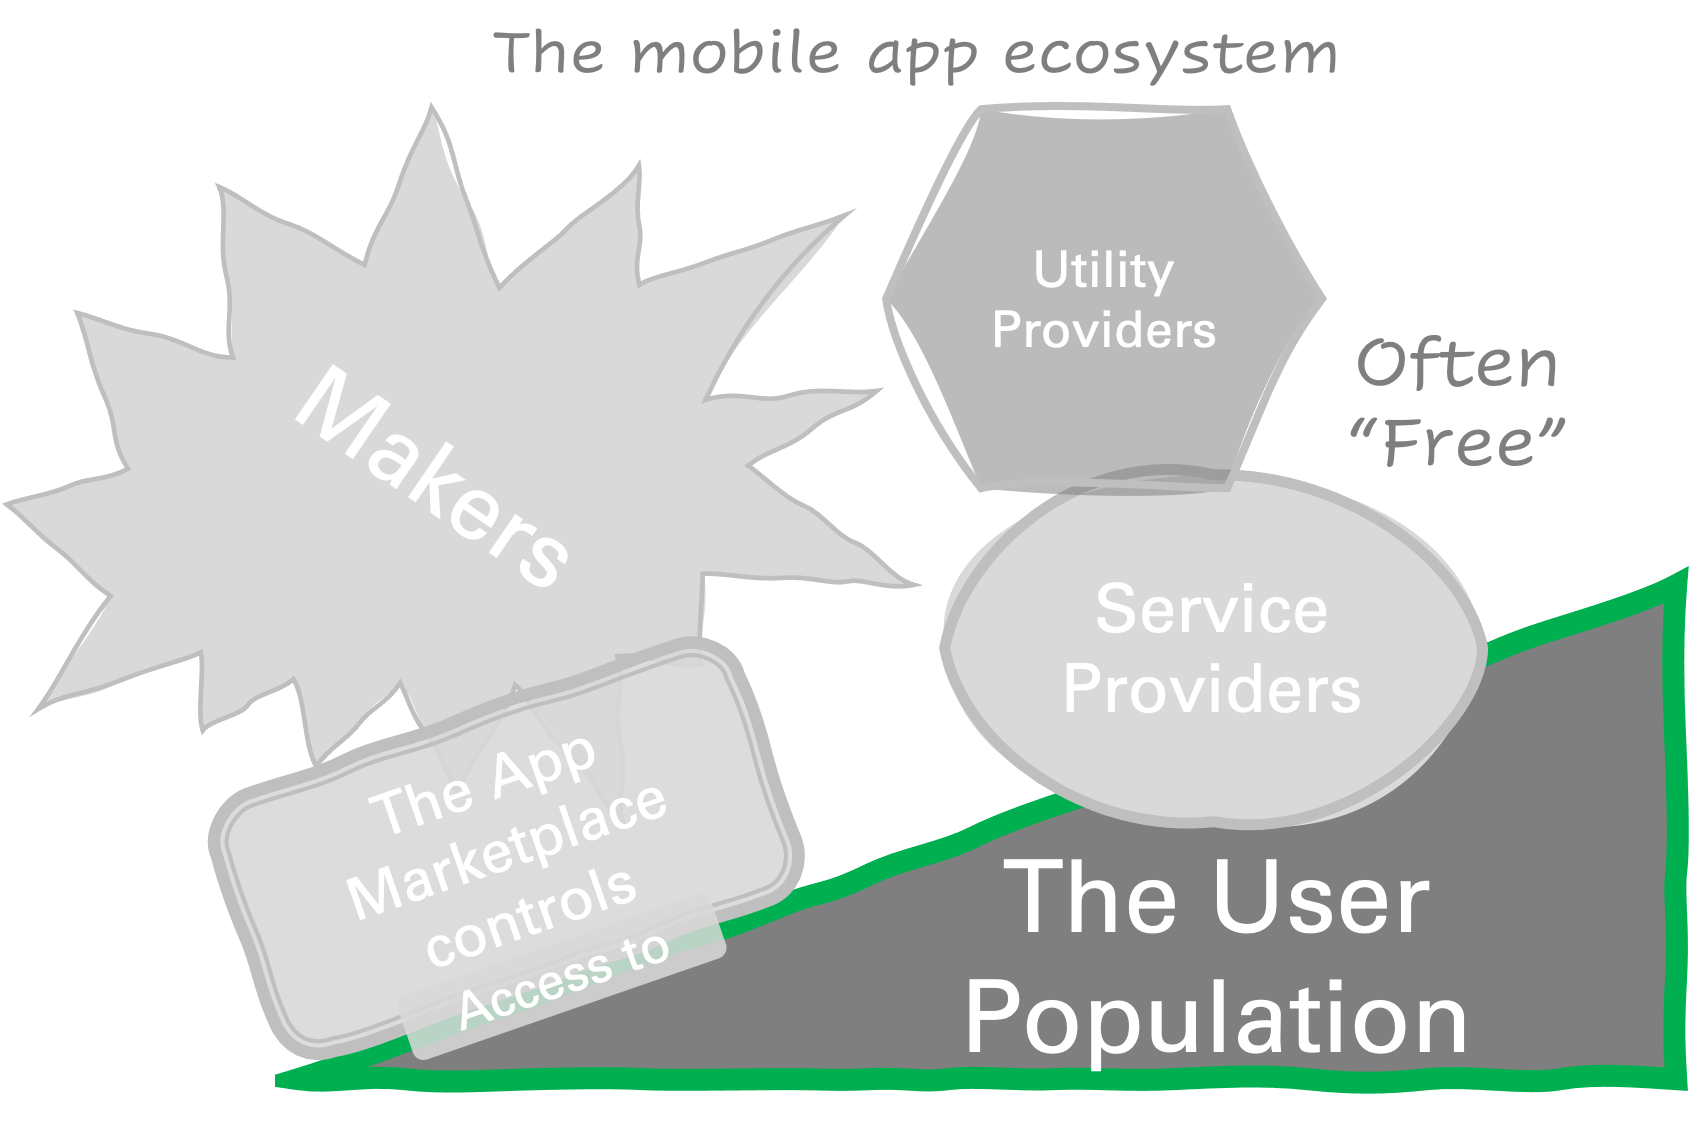 The mobile app ecosystem
Utility
Providers
Often
“Free”
Makers
Service
Providers
The App
Marketplace
controls
Access to
The User
Population